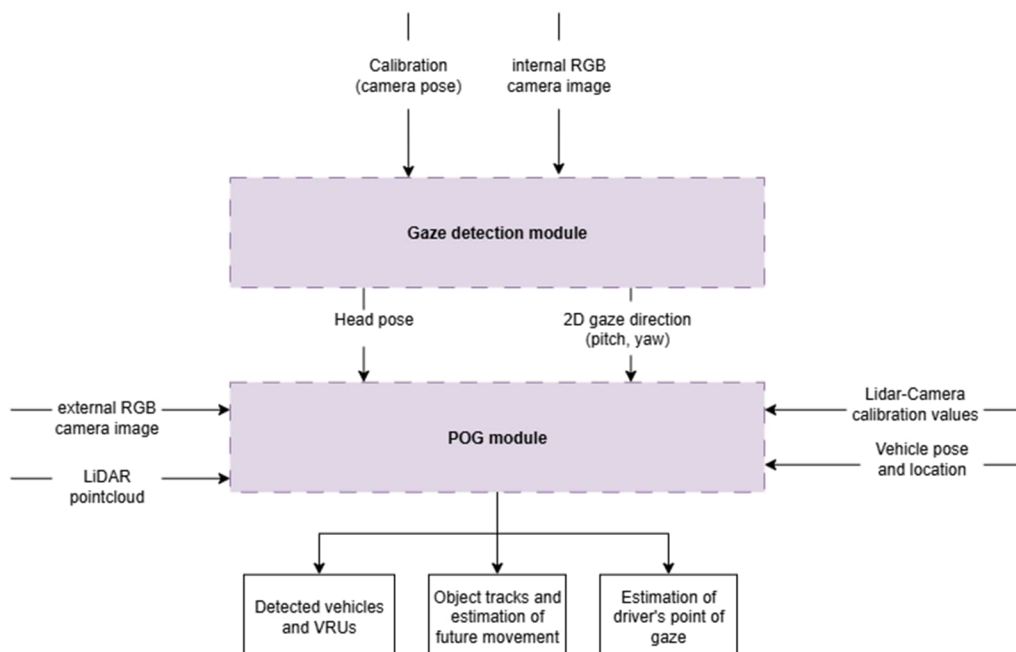 Calibration
(camera pose)
internal RGB
camera image
Gaze detection module
Head pose
2D gaze direction
(pitch, yaw)
external RGB
camera image
LiDAR
pointcloud
POG module
Lidar-Camera
calibration values
Vehicle pose
and location
Detected vehicles
and VRUs
Object tracks and
estimation of
future movement
Estimation of
driver's point of
gaze